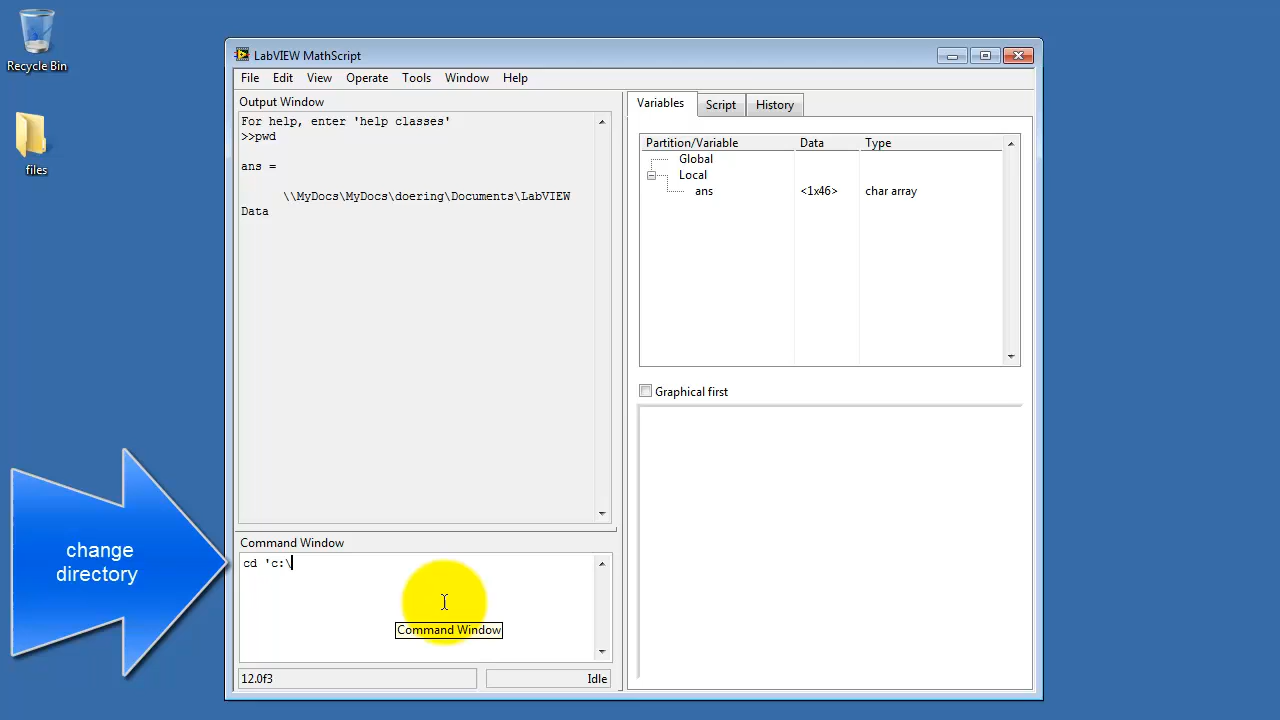 Recycle Bin
files
LabVIEW MathScript
File Edit View Operate Tools Window Help
Output Window
For help, enter 'help classes'
>>pwd
ans =
\\MyDocs\MyDocs\doering\Documents\LabVIEW
Data
Command Window
cd 'c:\
Command Window
12.0f3
Idle
Variables Script History
Partition/Variable Data Type
Global
Local
ans <1x46> char array
Graphical first
change
directory